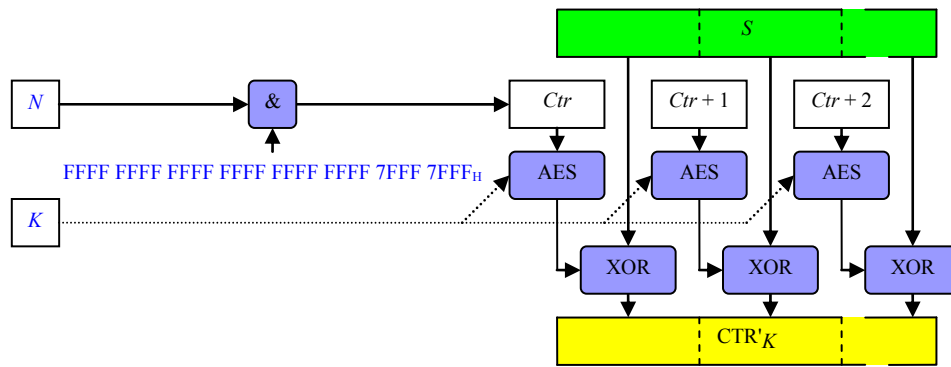 S
N
&
Ctr
Ctr + 1
Ctr + 2
FFFF FFFF FFFF FFFF FFFF FFFF 7FFF 7FFFH
AES
AES
AES
K
XOR
XOR
XOR
CTR'K